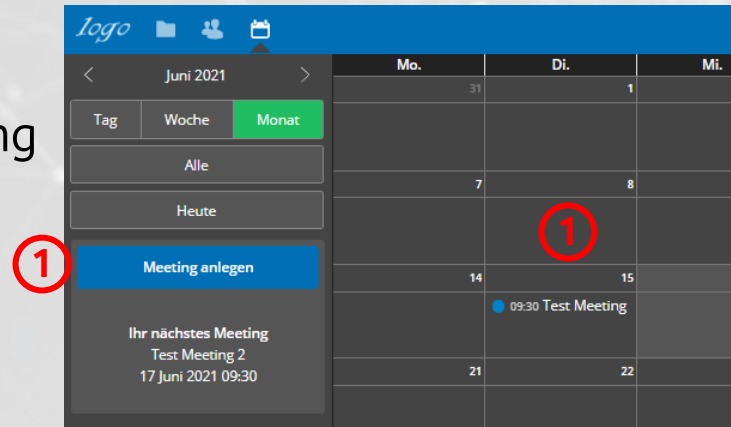 logo
Juni 2021
Tag Woche Monat
Alle
Heute
1
Meeting anlegen
Ihr nächstes Meeting
Test Meeting 2
17 Juni 2021 09:30
Mo. Di. Mi.
31 1
7 8
1
14 15
09:30 Test Meeting
21 22
ng